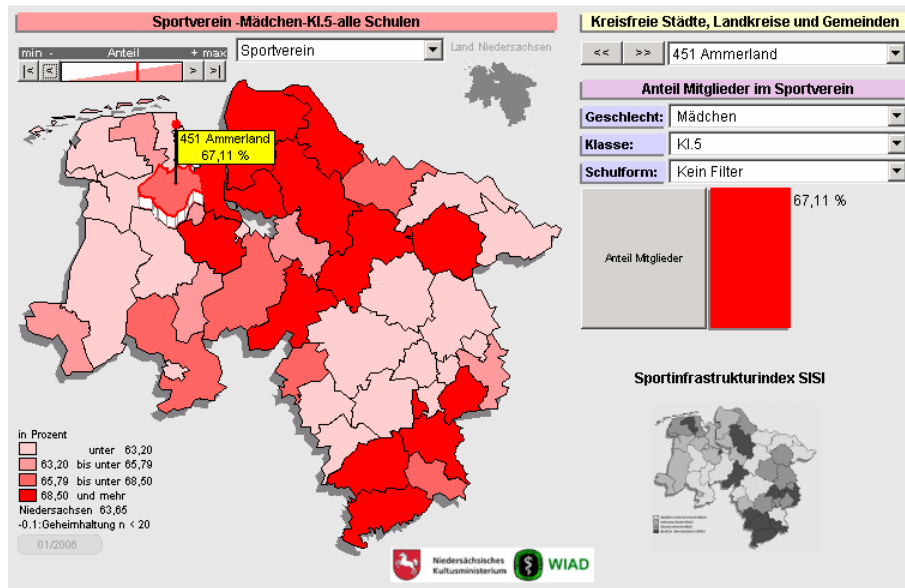 Sportverein -Mädchen-Kl.5-alle Schulen
min - Anteil + max
|< < > >|
Sportverein
Land Niedersachsen
451 Ammerland
67,11 %
in Prozent
unter 63,20
63,20 bis unter 65,79
65,79 bis unter 68,50
68,50 und mehr
Niedersachsen 63,65
-0.1:Geheimhaltung n < 20
01/2006
Kreisfreie Städte, Landkreise und Gemeinden
<< >> 451 Ammerland
Anteil Mitglieder im Sportverein
Geschlecht: Mädchen
Klasse: Kl.5
Schulform: Kein Filter
Anteil Mitglieder
67,11 %
Sportinfrastrukturindex SISI
Niedersächsisches
Kultusministerium
WIAD